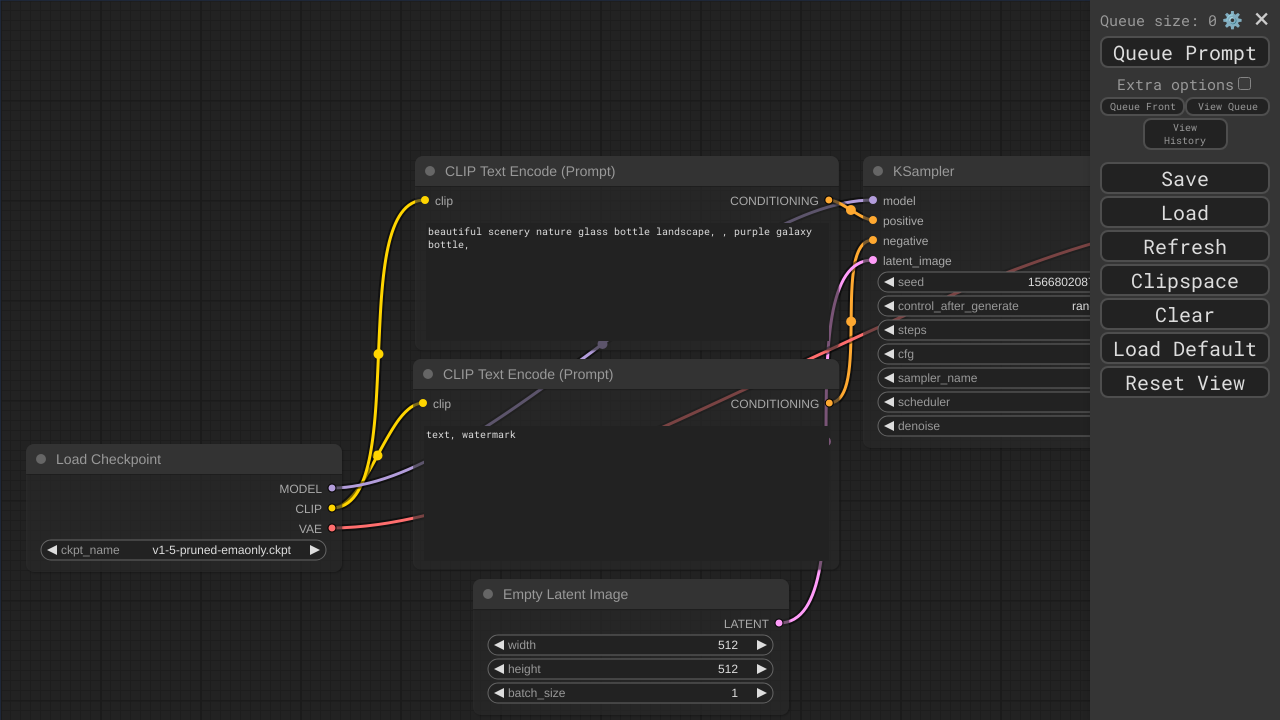 Queue size: 0
Queue Prompt
Extra options
Queue Front
View Queue
View
History
Save
Load
Refresh
Clipspace
Clear
Load Default
Reset View
CLIP Text Encode (Prompt)
clip
CONDITIONING
beautiful scenery nature glass bottle landscape, , purple galaxy
bottle,
CLIP Text Encode (Prompt)
clip
CONDITIONING
text, watermark
KSampler
model
positive
negative
latent_image
seed
control_after_generate
steps
cfg
sampler_name
scheduler
denoise
Load Checkpoint
MODEL
CLIP
VAE
ckpt_name v1-5-pruned-emaonly.ckpt
Empty Latent Image
LATENT
width 512
height 512
batch_size 1